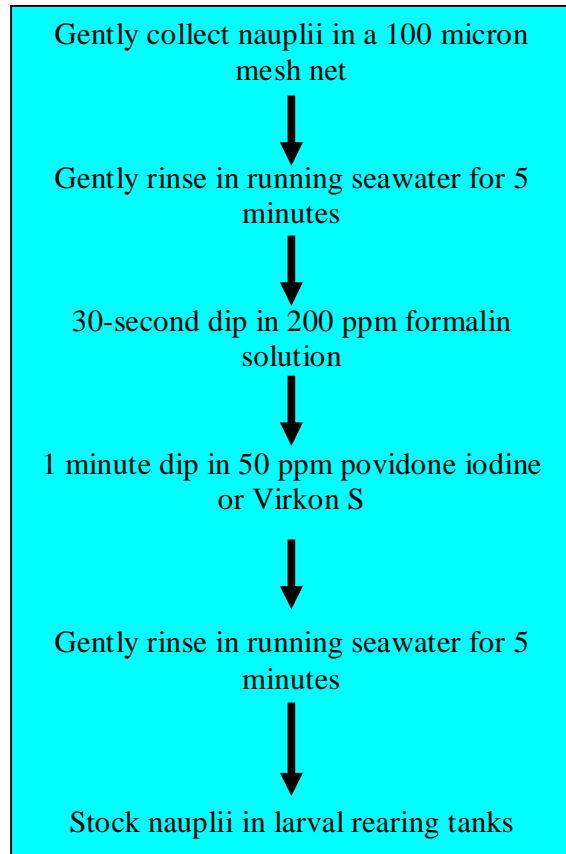 Gently collect nauplii in a 100 micron
mesh net
Gently rinse in running seawater for 5
minutes
30-second dip in 200 ppm formalin
solution
1 minute dip in 50 ppm povidone iodine
or Virkon S
Gently rinse in running seawater for 5
minutes
Stock nauplii in larval rearing tanks